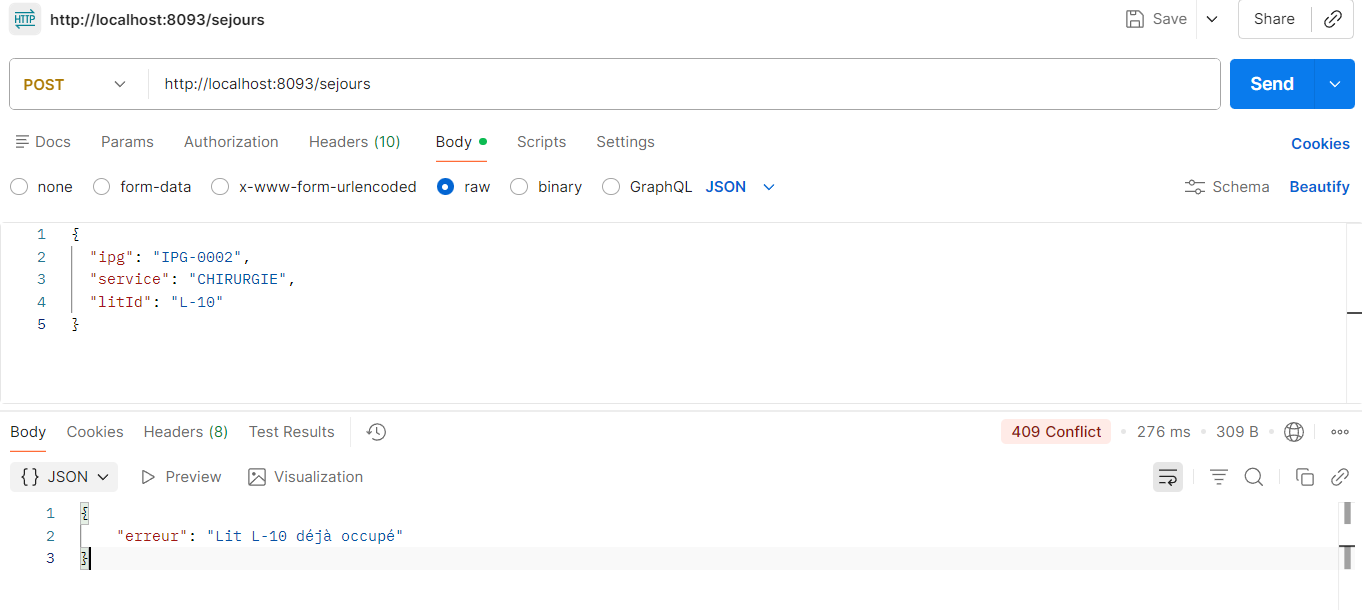 HTTP http://localhost:8093/sejours Save Share
POST http://localhost:8093/sejours Send
Docs Params Authorization Headers (10) Body Scripts Settings Cookies
none form-data x-www-form-urlencoded raw binary GraphQL JSON Schema Beautify
1 {
2 "ipg": "IPG-0002",
3 "service": "CHIRURGIE",
4 "litId": "L-10"
5 }
Body Cookies Headers (8) Test Results 409 Conflict • 276 ms • 309 B •
{} JSON Preview Visualization
1 {
2 "erreur": "Lit L-10 déjà occupé"
3 }